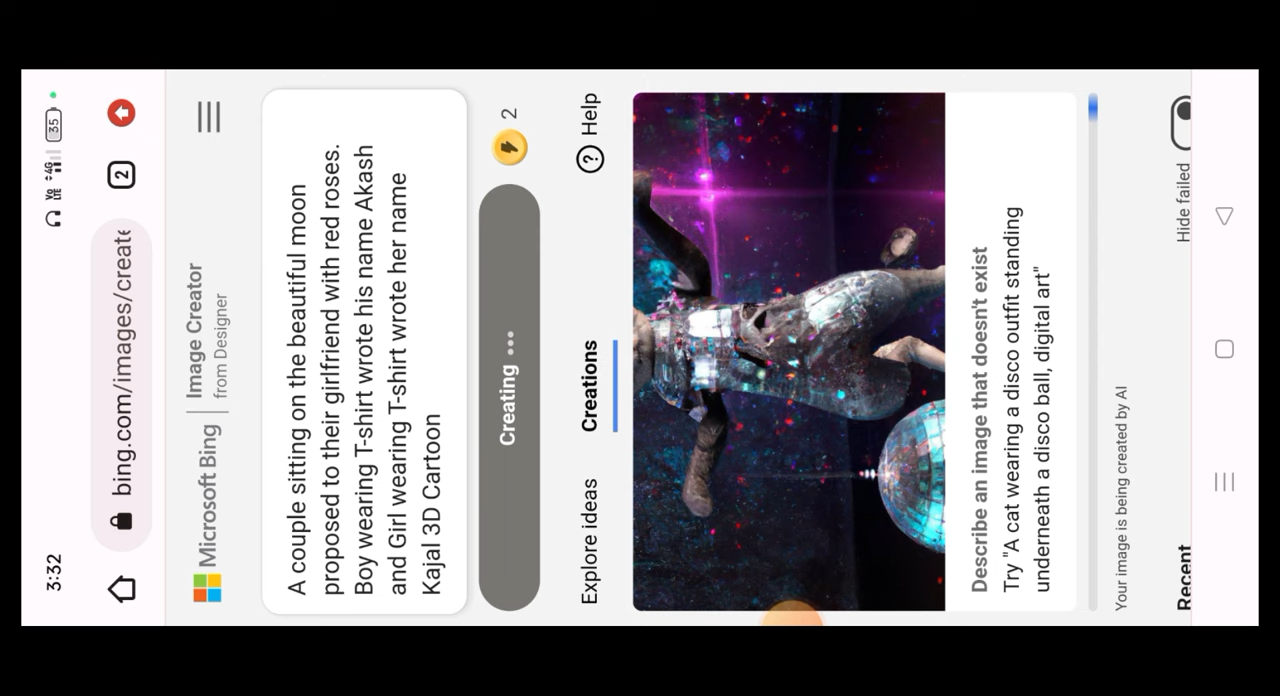 3:32
Vo LTE 4G 35
bing.com/images/create
2
Microsoft Bing | Image Creator
from Designer
A couple sitting on the beautiful moon
proposed to their girlfriend with red roses.
Boy wearing T-shirt wrote his name Akash
and Girl wearing T-shirt wrote her name
Kajal 3D Cartoon
Creating ...
2
Explore ideas Creations Help
Describe an image that doesn't exist
Try "A cat wearing a disco outfit standing
underneath a disco ball, digital art"
Your image is being created by AI
Recent Hide failed